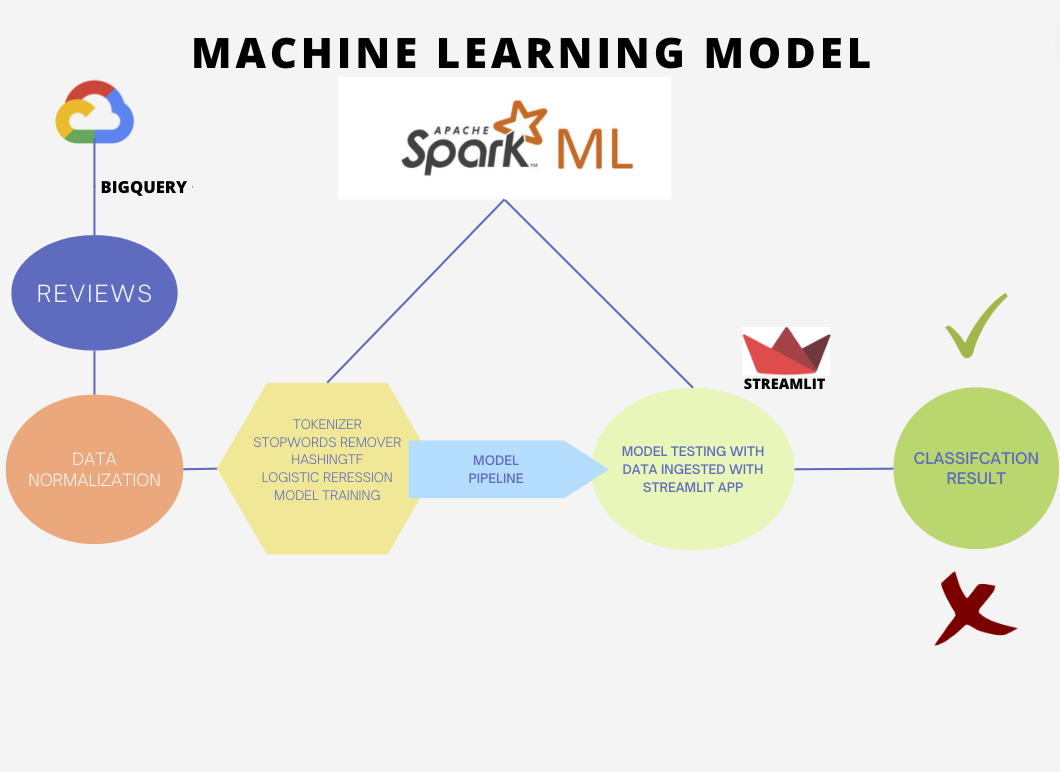 MACHINE LEARNING MODEL
APACHE
Spark™ ML
BIGQUERY
REVIEWS
DATA
NORMALIZATION
TOKENIZER
STOPWORDS REMOVER
HASHINGTF
LOGISTIC RERESSION
MODEL TRAINING
MODEL
PIPELINE
STREAMLIT
MODEL TESTING WITH
DATA INGESTED WITH
STREAMLIT APP
CLASSIFCATION
RESULT